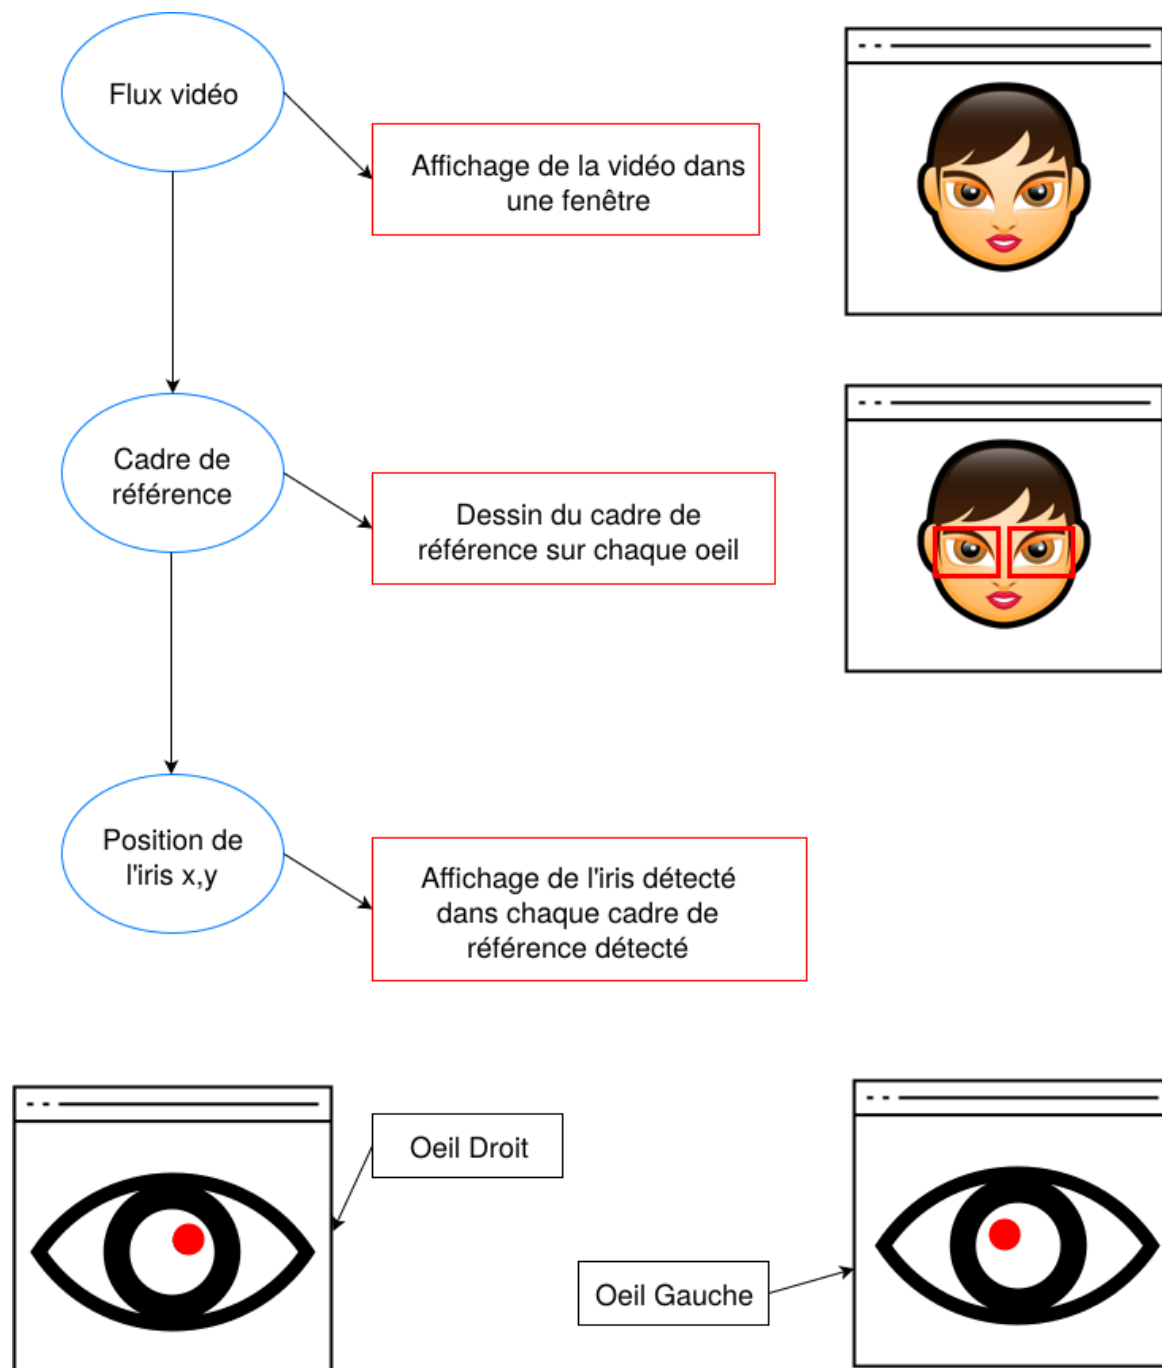 Flux vidéo
Affichage de la vidéo dans
une fenêtre
Cadre de
référence
Dessin du cadre de
référence sur chaque oeil
Position de
l'iris x,y
Affichage de l'iris détecté
dans chaque cadre de
référence détecté
Oeil Droit
Oeil Gauche